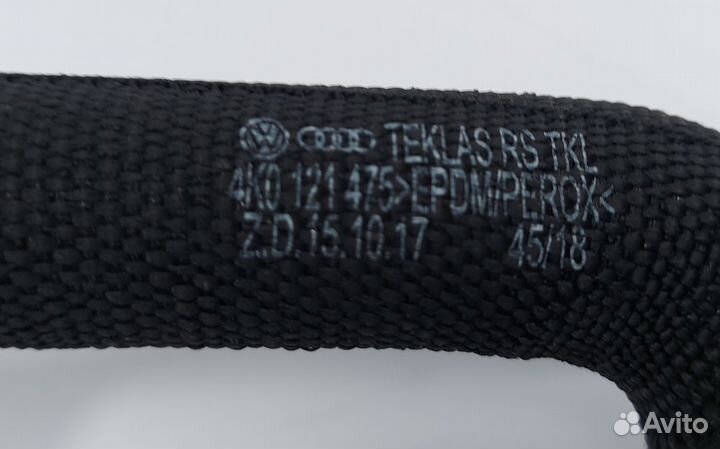 TEKLAS RS TKL
4K0 121 475 >EPDM/PEROX<
Z.D.15.10.17 45/18
Avito